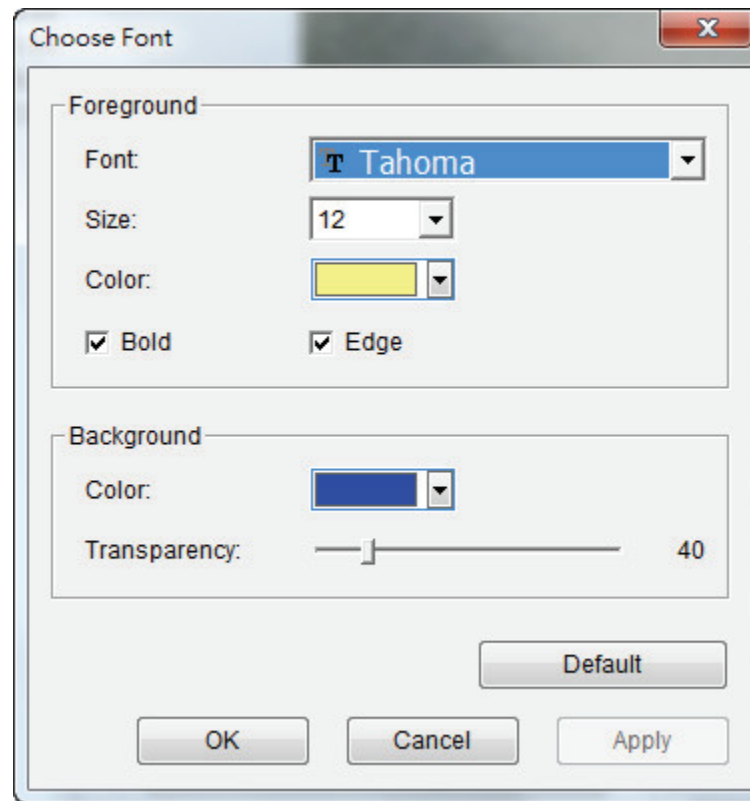 Choose Font
Foreground
Font: Tahoma
Size: 12
Color:
Bold Edge
Background
Color:
Transparency: 40
Default
OK Cancel Apply